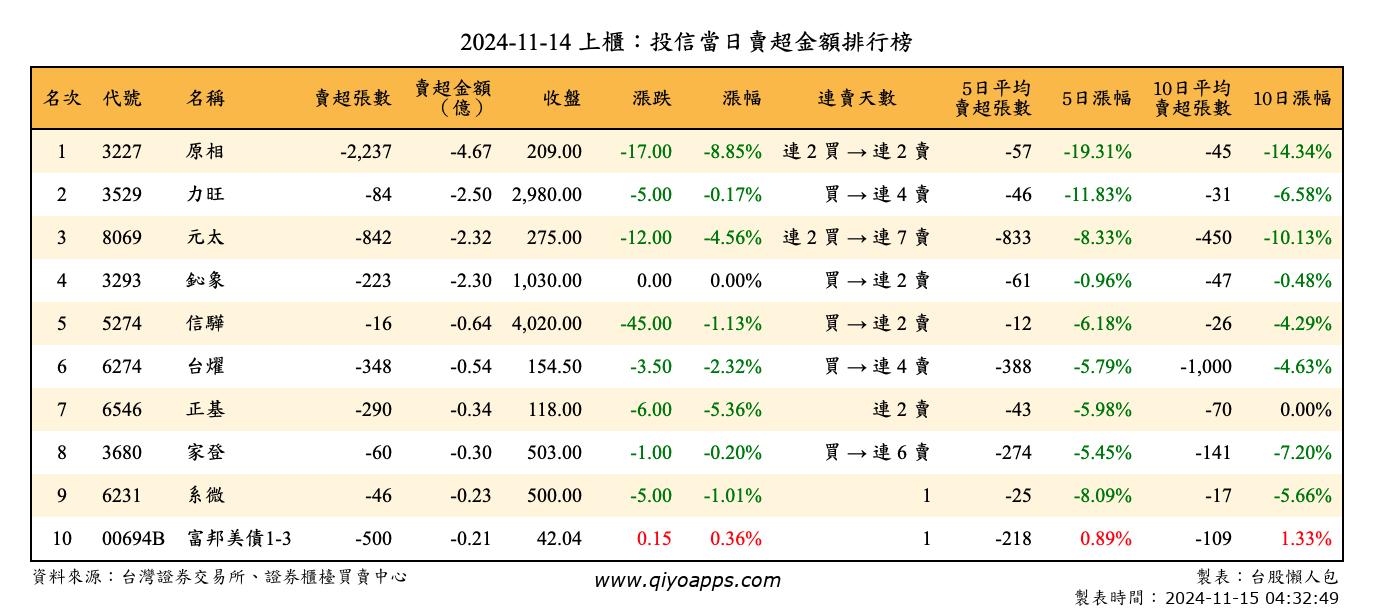 2024-11-14 上櫃：投信當日賣超金額排行榜
名次 代號 名稱 賣超張數 賣超金額（億） 收盤 漲跌 漲幅 連賣天數 5日平均賣超張數 5日漲幅 10日平均賣超張數 10日漲幅
1 3227 原相 -2,237 -4.67 209.00 -17.00 -8.85% 連 2 買 → 連 2 賣 -57 -19.31% -45 -14.34%
2 3529 力旺 -84 -2.50 2,980.00 -5.00 -0.17% 買 → 連 4 賣 -46 -11.83% -31 -6.58%
3 8069 元太 -842 -2.32 275.00 -12.00 -4.56% 連 2 買 → 連 7 賣 -833 -8.33% -450 -10.13%
4 3293 鈊象 -223 -2.30 1,030.00 0.00 0.00% 買 → 連 2 賣 -61 -0.96% -47 -0.48%
5 5274 信驊 -16 -0.64 4,020.00 -45.00 -1.13% 買 → 連 2 賣 -12 -6.18% -26 -4.29%
6 6274 台燿 -348 -0.54 154.50 -3.50 -2.32% 買 → 連 4 賣 -388 -5.79% -1,000 -4.63%
7 6546 正基 -290 -0.34 118.00 -6.00 -5.36% 連 2 賣 -43 -5.98% -70 0.00%
8 3680 家登 -60 -0.30 503.00 -1.00 -0.20% 買 → 連 6 賣 -274 -5.45% -141 -7.20%
9 6231 系微 -46 -0.23 500.00 -5.00 -1.01% 1 -25 -8.09% -17 -5.66%
10 00694B 富邦美債1-3 -500 -0.21 42.04 0.15 0.36% 1 -218 0.89% -109 1.33%
資料來源：台灣證券交易所、證券櫃檯買賣中心
www.qiyoapps.com
製表：台股懶人包
製表時間：2024-11-15 04:32:49